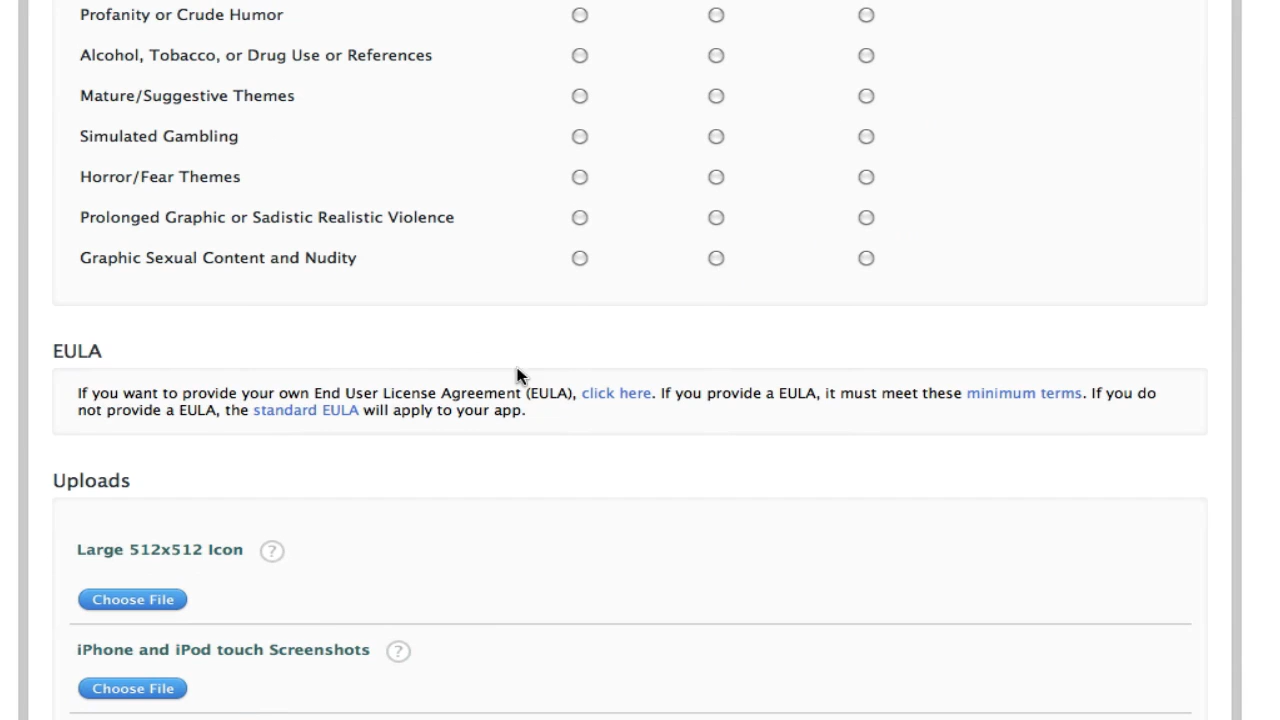 Profanity or Crude Humor
Alcohol, Tobacco, or Drug Use or References
Mature/Suggestive Themes
Simulated Gambling
Horror/Fear Themes
Prolonged Graphic or Sadistic Realistic Violence
Graphic Sexual Content and Nudity
EULA
If you want to provide your own End User License Agreement (EULA), click here. If you provide a EULA, it must meet these minimum terms. If you do
not provide a EULA, the standard EULA will apply to your app.
Uploads
Large 512x512 Icon ?
Choose File
iPhone and iPod touch Screenshots ?
Choose File